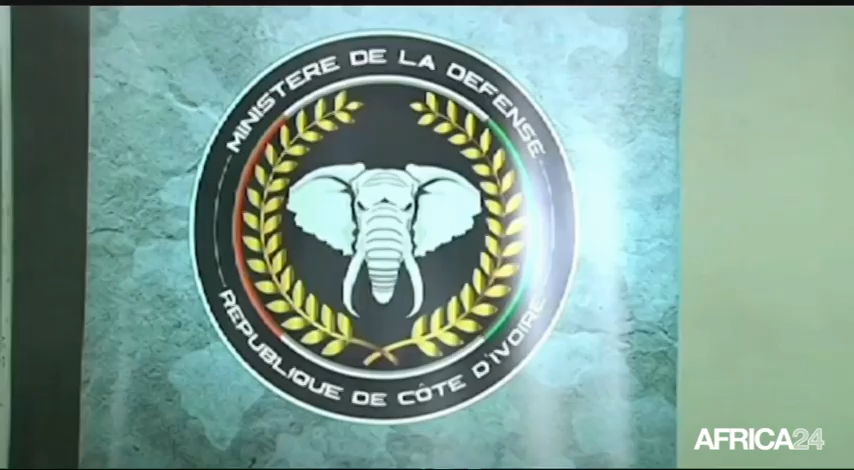 MINISTERE DE LA DEFENSE
REPUBLIQUE DE CÔTE D'IVOIRE
AFRICA24